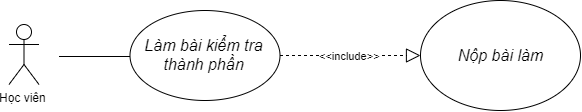 Làm bài kiểm tra
thành phần
<<include>>
Nộp bài làm
Học viên